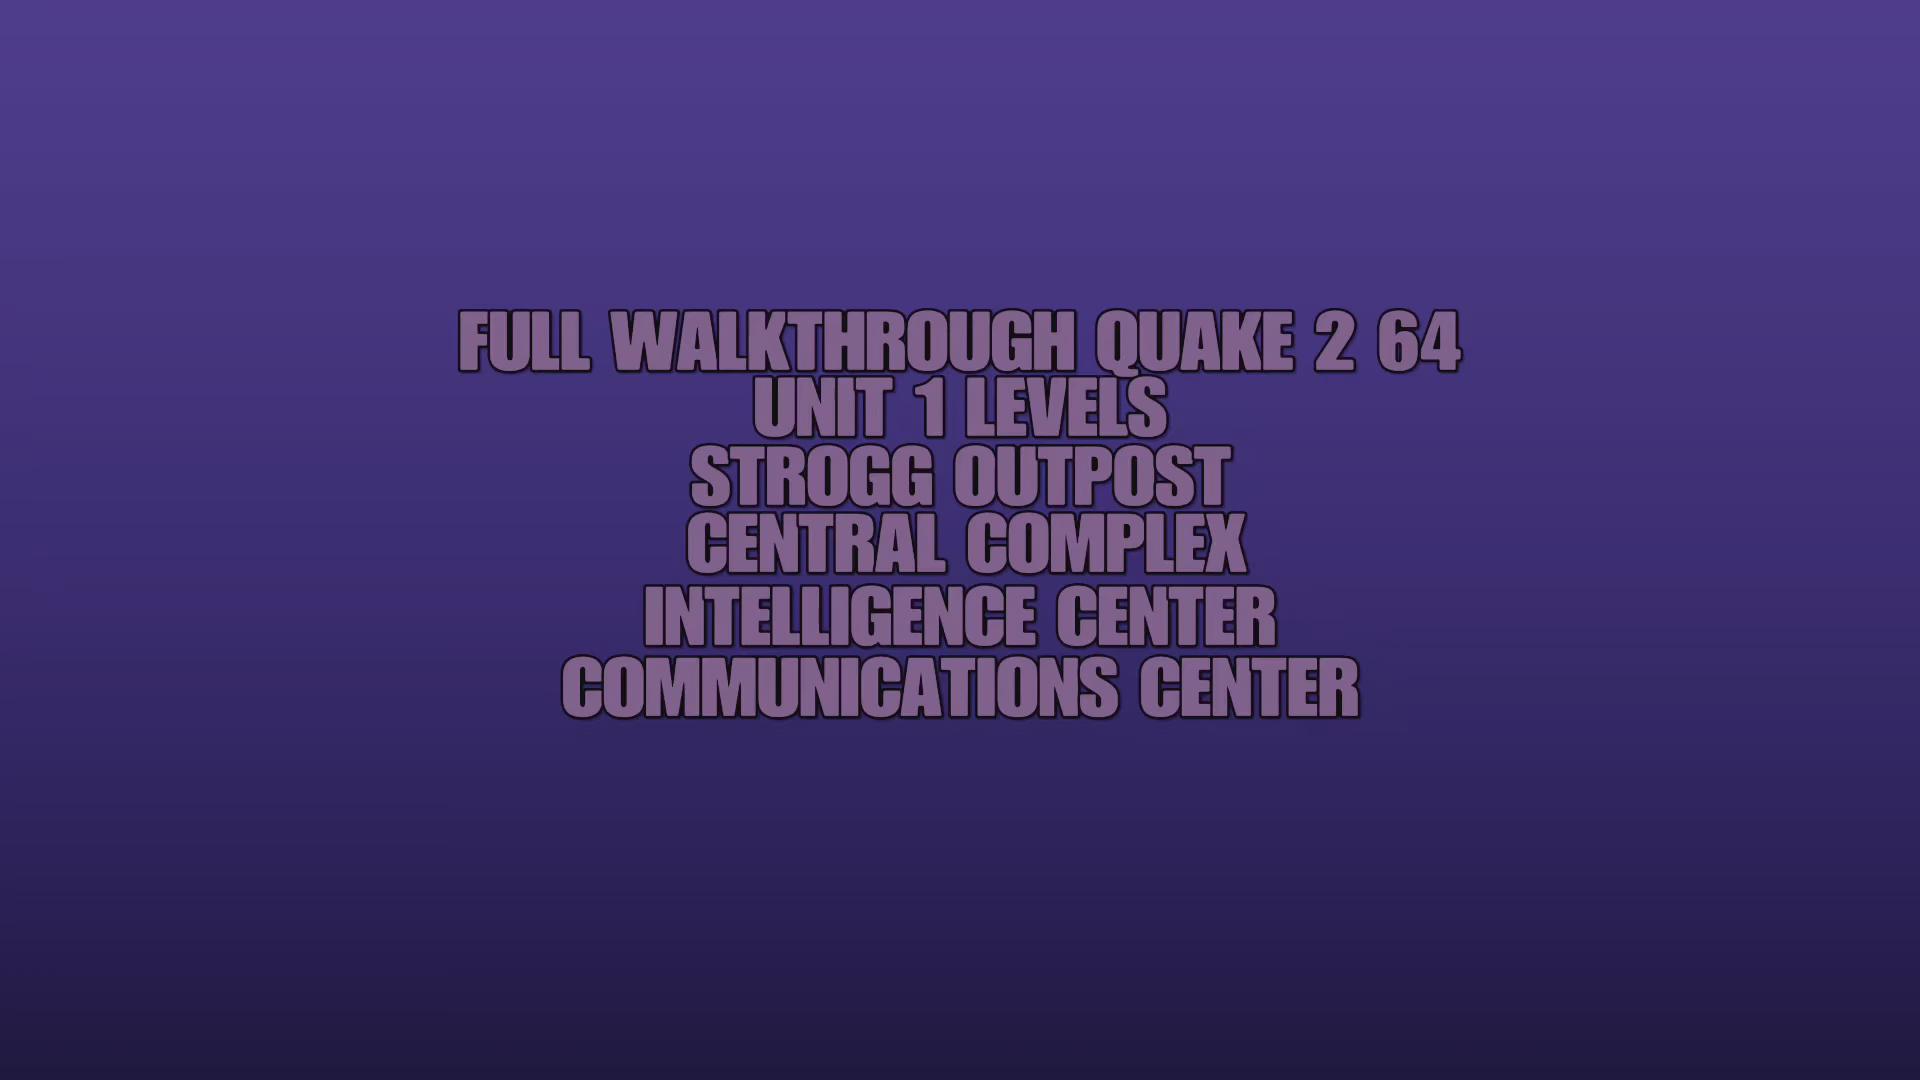 FULL WALKTHROUGH QUAKE 2 64
UNIT 1 LEVELS
STROGG OUTPOST
CENTRAL COMPLEX
INTELLIGENCE CENTER
COMMUNICATIONS CENTER